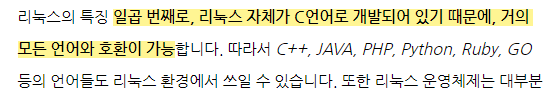 리눅스의 특징 일곱 번째로, 리눅스 자체가 C언어로 개발되어 있기 때문에, 거의
모든 언어와 호환이 가능합니다. 따라서 C++, JAVA, PHP, Python, Ruby, GO
등의 언어들도 리눅스 환경에서 쓰일 수 있습니다. 또한 리눅스 운영체제는 대부분